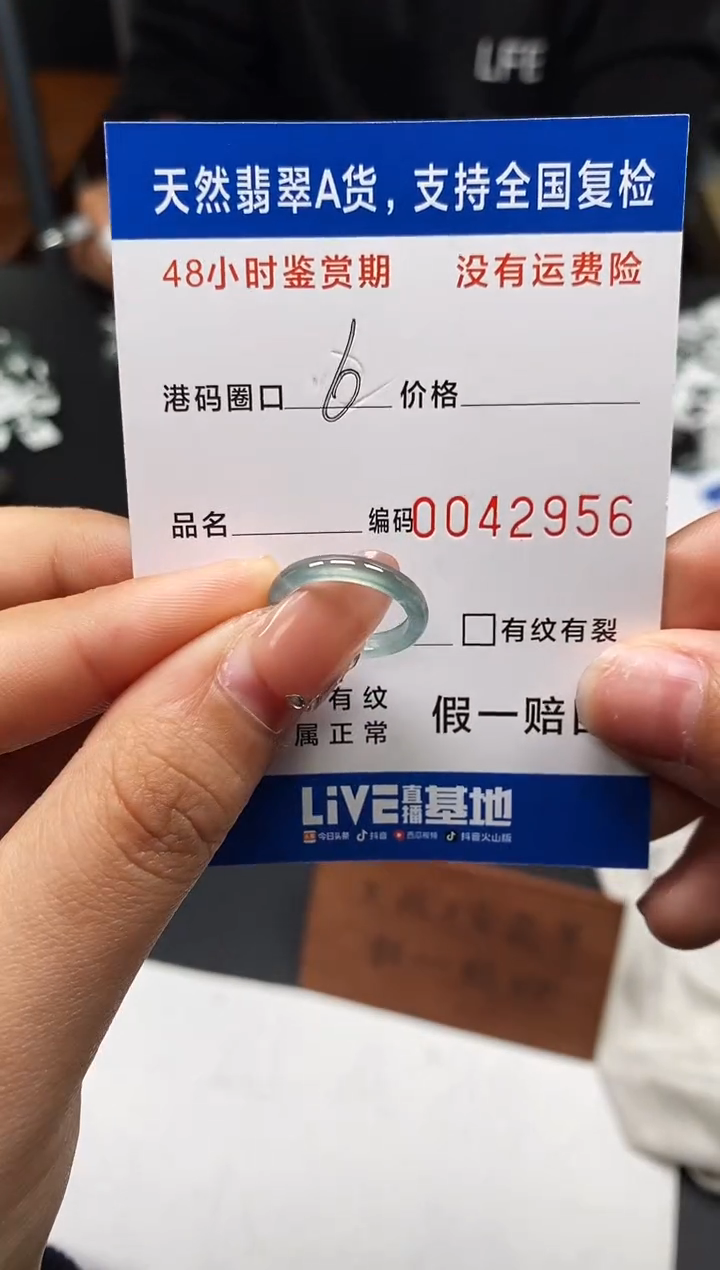 LIFE
天然翡翠A货，支持全国复检
48小时鉴赏期 没有运费险
港码圈口 6 价格
品名 编码0042956
有纹有裂
有纹
属正常 假一赔
LiVE直播基地
今日头条 抖音 西瓜视频 抖音火山版